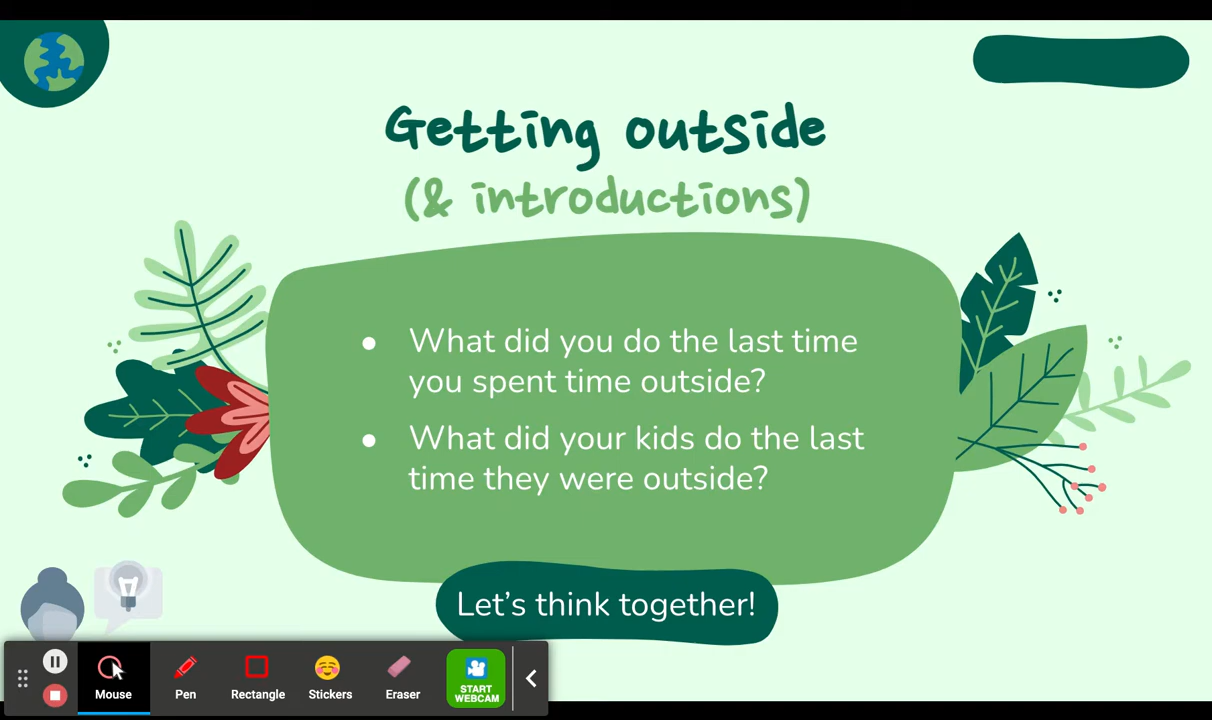 Getting outside
(& introductions)
● What did you do the last time
you spent time outside?
● What did your kids do the last
time they were outside?
Let's think together!
Mouse
Pen
Rectangle
Stickers
Eraser
START
WEBCAM